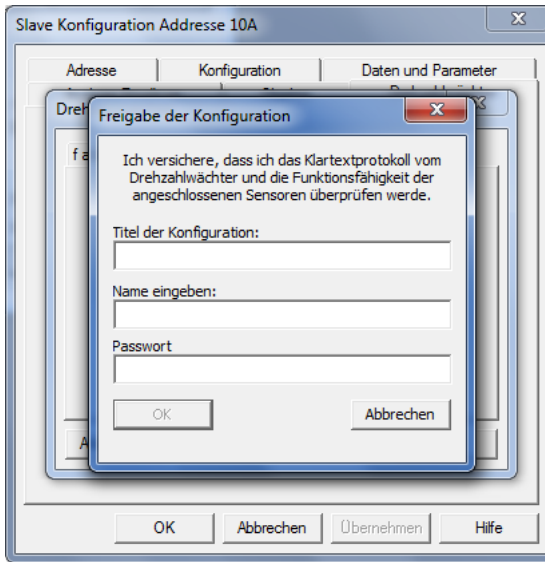 Slave Konfiguration Addresse 10A
Adresse
Konfiguration
Daten und Parameter
Freigabe der Konfiguration
Ich versichere, dass ich das Klartextprotokoll vom
Drehzahlwächter und die Funktionsfähigkeit der
angeschlossenen Sensoren überprüfen werde.
Titel der Konfiguration:
Name eingeben:
Passwort
OK
Abbrechen
OK
Abbrechen
Übernehmen
Hilfe